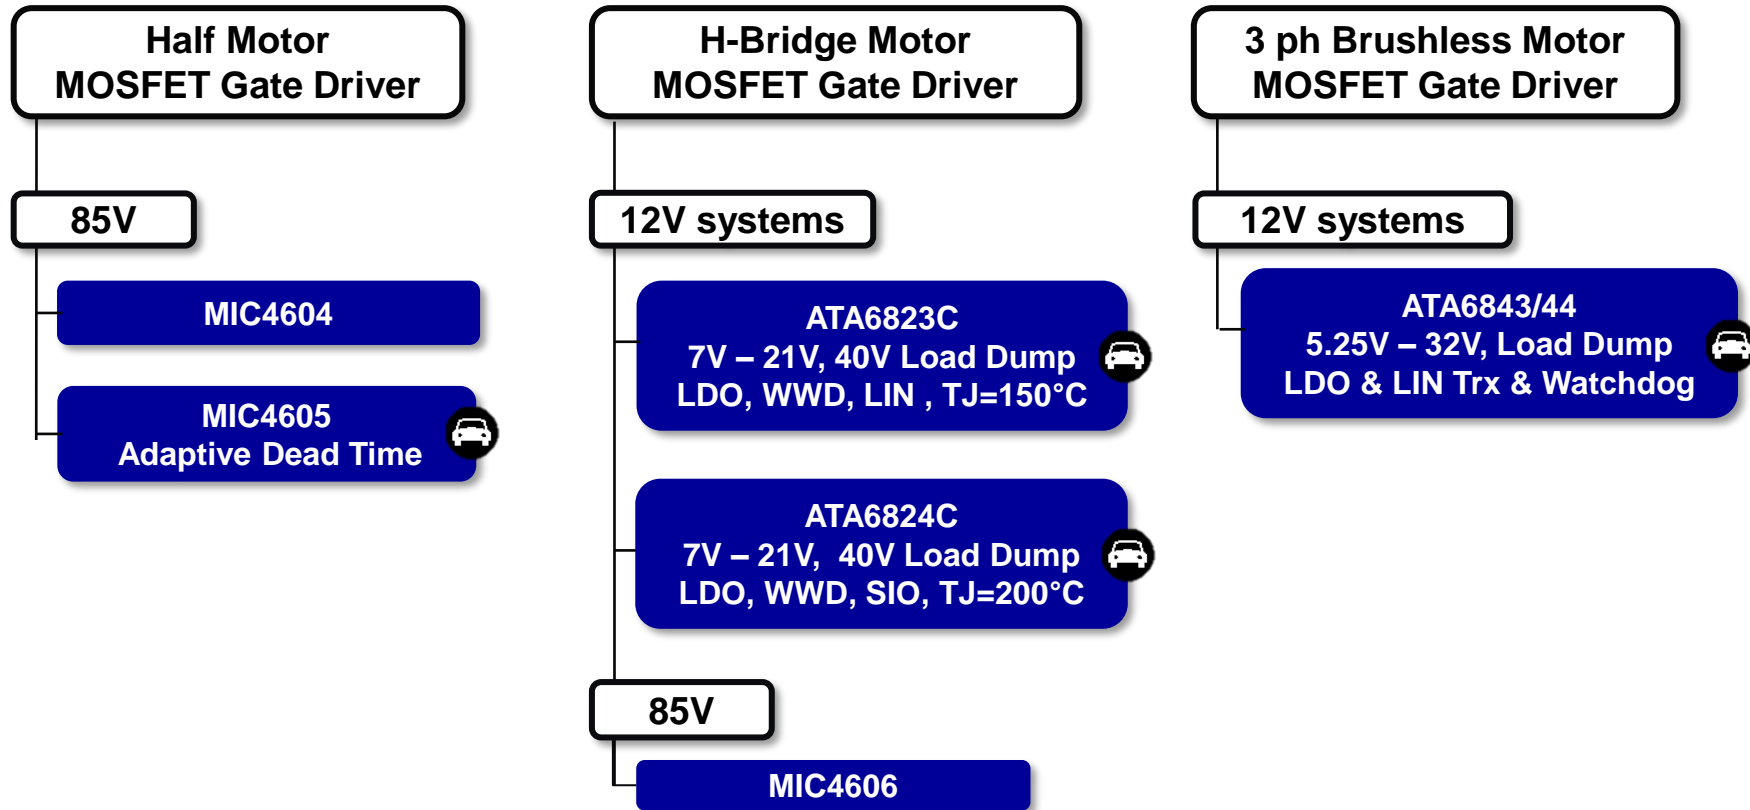 Half Motor
MOSFET Gate Driver
85V
MIC4604
MIC4605
Adaptive Dead Time
H-Bridge Motor
MOSFET Gate Driver
12V systems
ATA6823C
7V – 21V, 40V Load Dump
LDO, WWD, LIN , TJ=150°C
ATA6824C
7V – 21V,  40V Load Dump
LDO, WWD, SIO, TJ=200°C
85V
MIC4606
3 ph Brushless Motor
MOSFET Gate Driver
12V systems
ATA6843/44
5.25V – 32V, Load Dump
LDO & LIN Trx & Watchdog